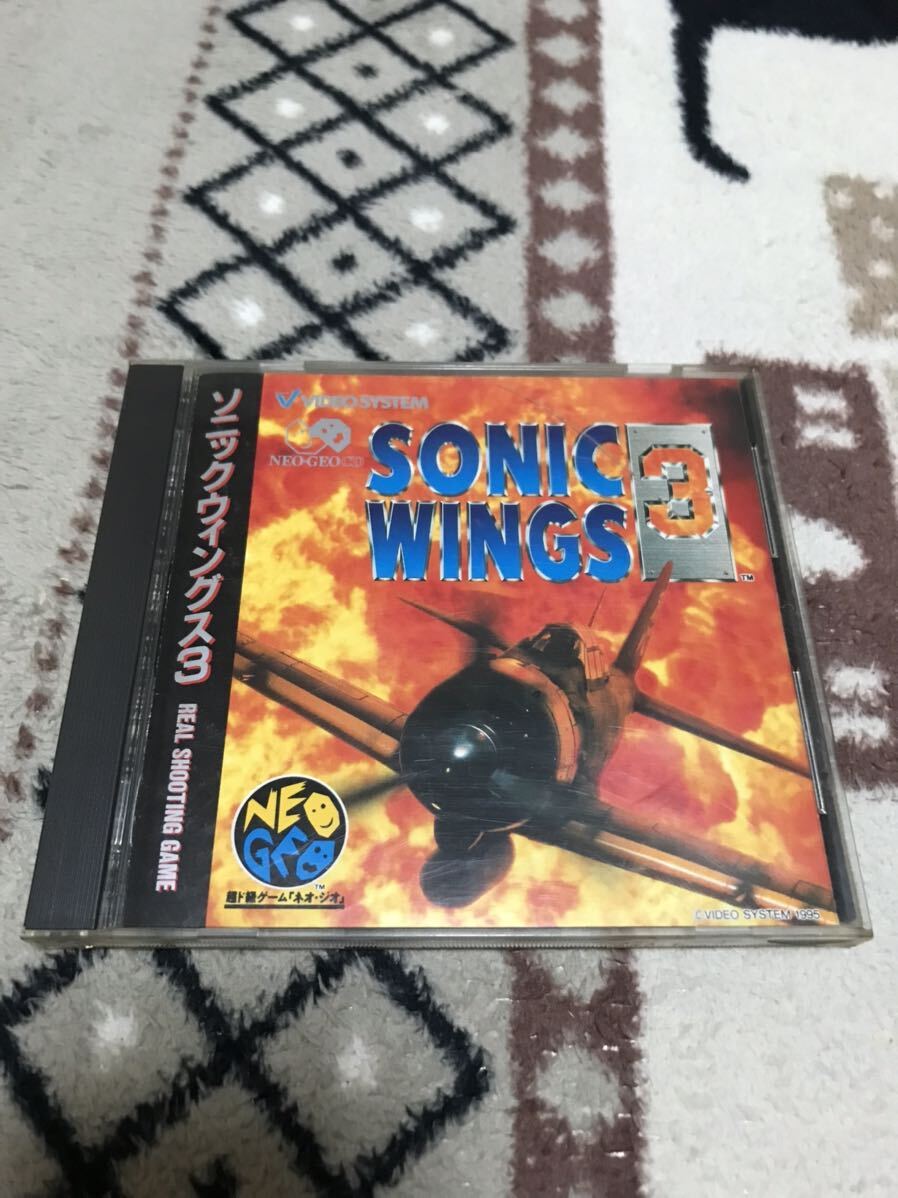 ソニックウィングス3
REAL SHOOTING GAME
VIDEO SYSTEM
NEO•GEO CD
SONIC
WINGS
3
TM
NEO
GEO
TM
超ド級ゲーム「ネオ・ジオ」
©VIDEO SYSTEM 1995